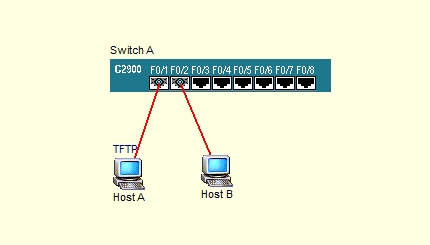 Switch A
C2900 F0/1 F0/2 F0/3 F0/4 F0/5 F0/6 F0/7 F0/8
TFTP
Host A
Host B